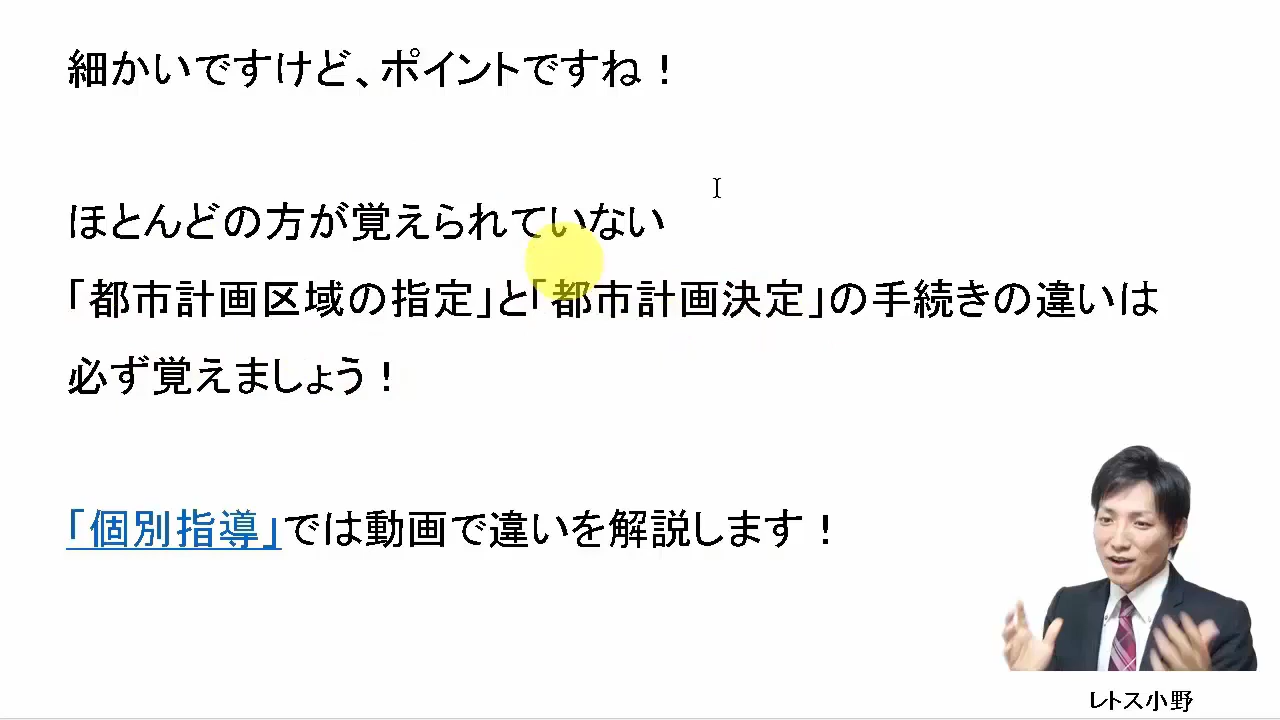 細かいですけど、ポイントですね！
ほとんどの方が覚えられていない
「都市計画区域の指定」と「都市計画決定」の手続きの違いは
必ず覚えましょう！
「個別指導」では動画で違いを解説します！
レトス小野